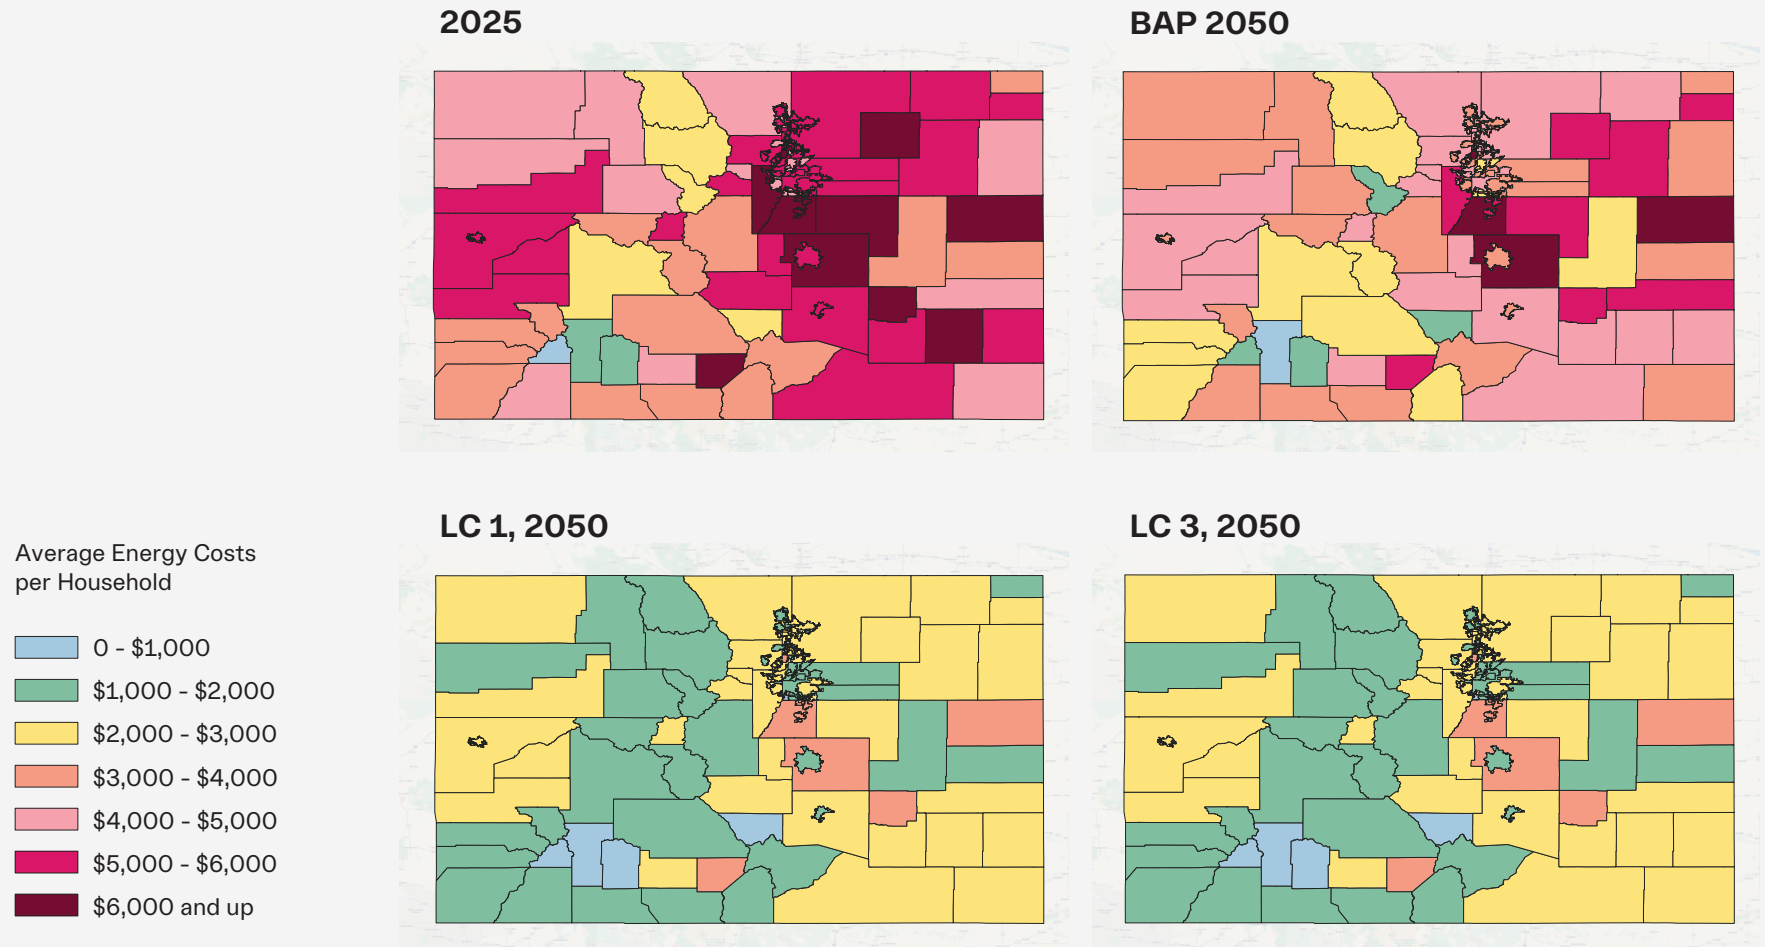 2025
BAP 2050
LC 1, 2050
LC 3, 2050
Average Energy Costs
per Household
0 - $1,000
$1,000 - $2,000
$2,000 - $3,000
$3,000 - $4,000
$4,000 - $5,000
$5,000 - $6,000
$6,000 and up